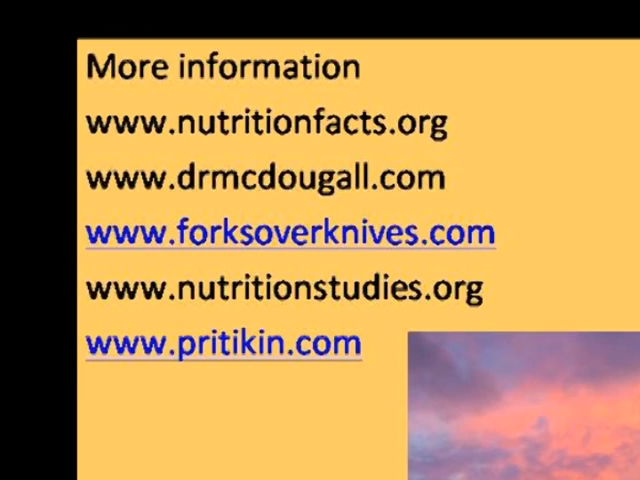 More information
www.nutritionfacts.org
www.drmcdougall.com
www.forksoverknives.com
www.nutritionstudies.org
www.pritikin.com